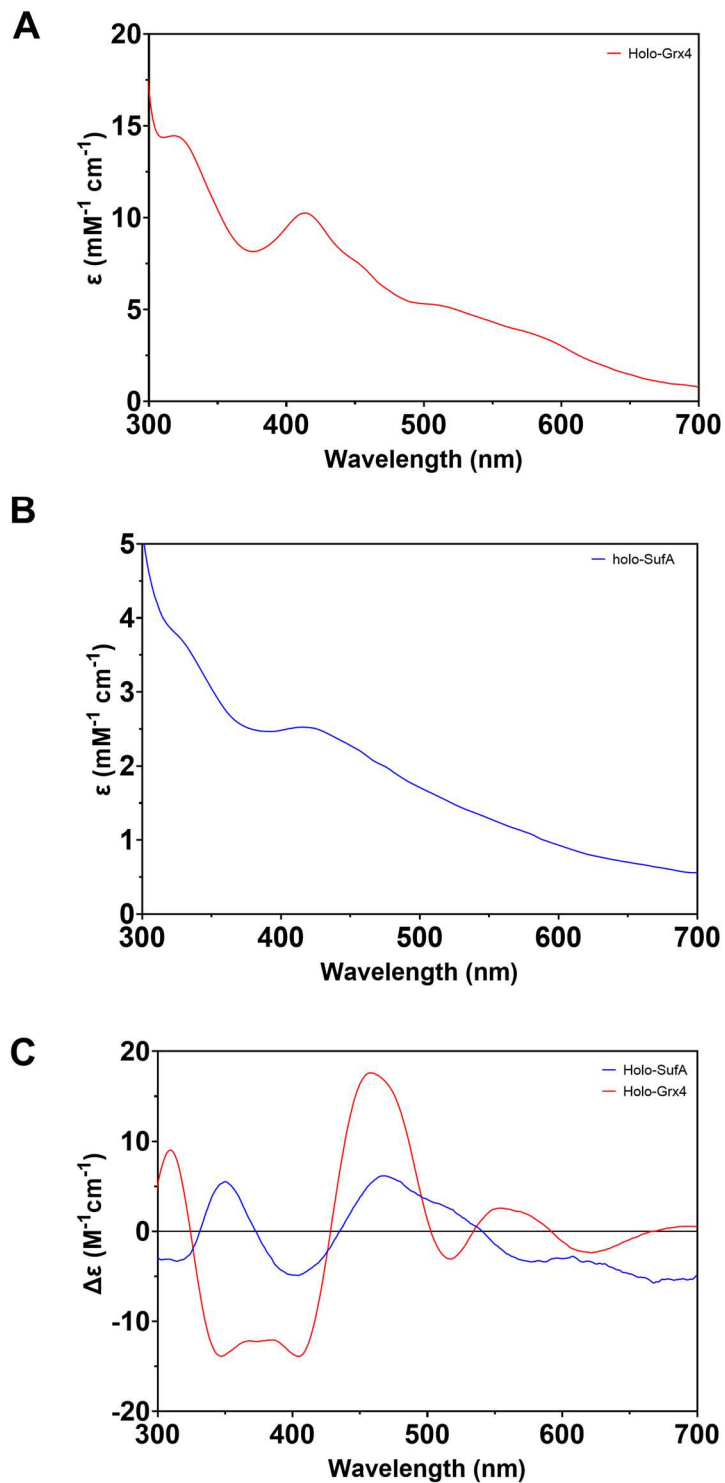 A
20
15
10
5
0
ε (mM⁻¹ cm⁻¹)
Holo-Grx4
300 400 500 600 700
Wavelength (nm)
B
5
4
3
2
1
0
ε (mM⁻¹ cm⁻¹)
holo-SufA
300 400 500 600 700
Wavelength (nm)
C
20
10
0
-10
-20
Δε (M⁻¹cm⁻¹)
Holo-SufA
Holo-Grx4
300 400 500 600 700
Wavelength (nm)